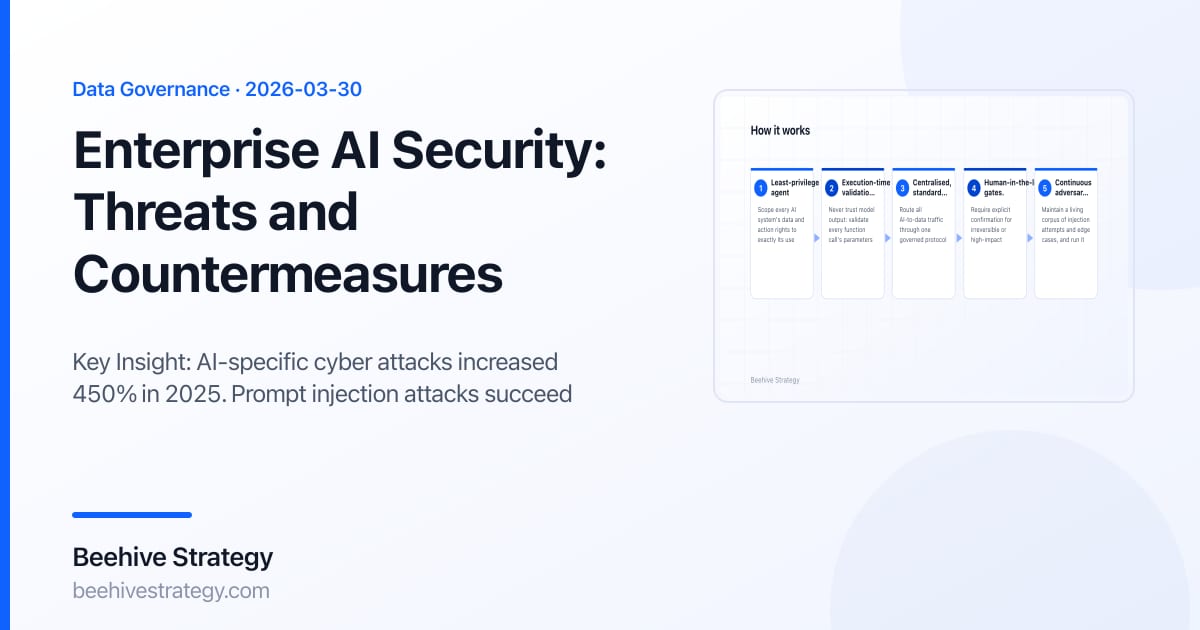 Data Governance · 2026-03-30
Enterprise AI Security:
Threats and
Countermeasures
Key Insight: AI-specific cyber attacks increased
450% in 2025. Prompt injection attacks succeed
Beehive Strategy
beehivestrategy.com
How it works
1
Least-privilege
agent
Scope every AI
system's data and
action rights to
exactly its use
2
Execution-time
validatio...
Never trust model
output: validate
every function
call's parameters
3
Centralised,
standard...
Route all
AI-to-data traffic
through one
governed protocol
4
Human-in-the-l
gates.
Require explicit
confirmation for
irreversible or
high-impact
5
Continuous
adversar...
Maintain a living
corpus of injection
attempts and edge
cases, and run it
Beehive Strategy